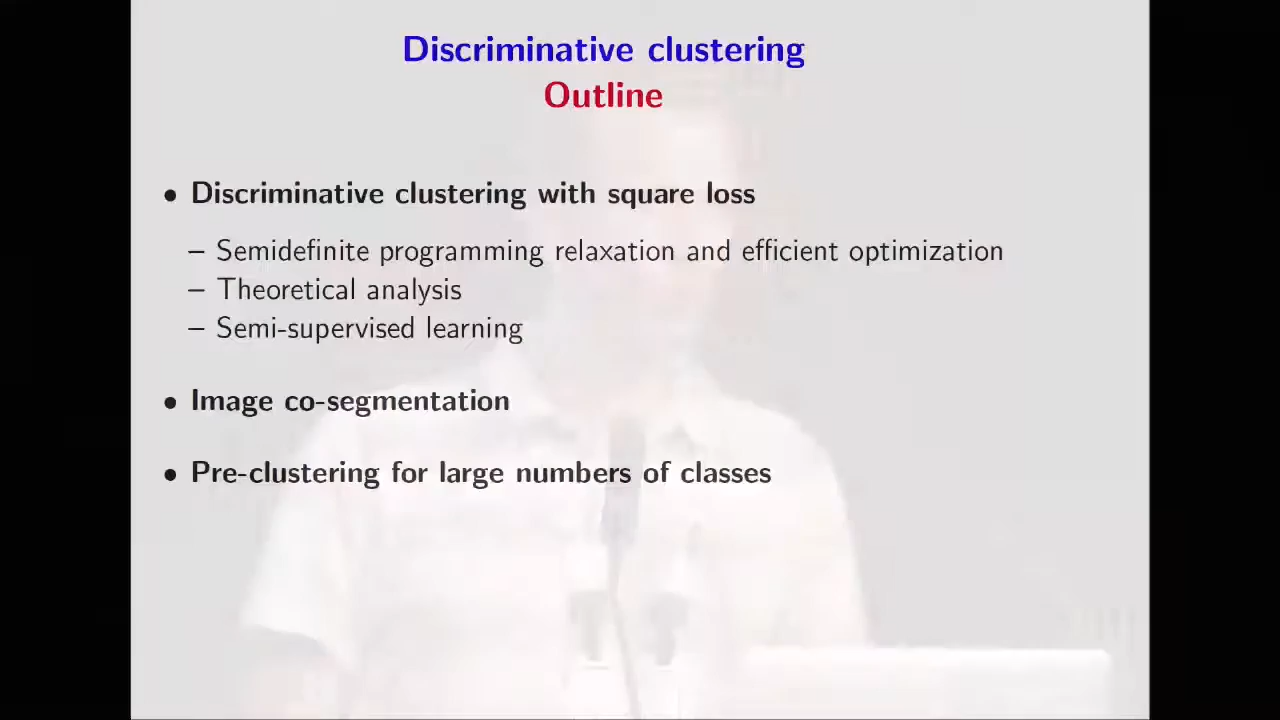 Discriminative clustering
Outline
• Discriminative clustering with square loss
– Semidefinite programming relaxation and efficient optimization
– Theoretical analysis
– Semi-supervised learning
• Image co-segmentation
• Pre-clustering for large numbers of classes